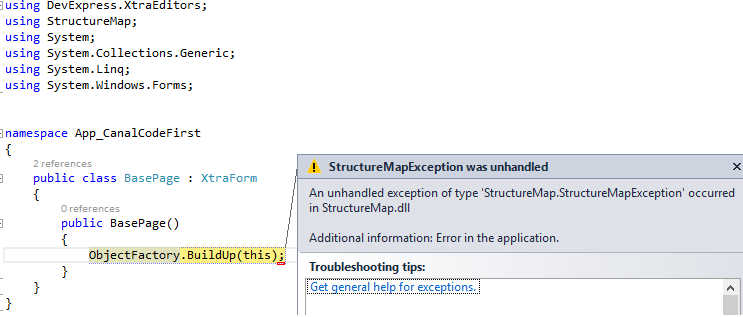 using DevExpress.XtraEditors;
using StructureMap;
using System;
using System.Collections.Generic;
using System.Linq;
using System.Windows.Forms;
namespace App_CanalCodeFirst
{
2 references
public class BasePage : XtraForm
{
0 references
public BasePage()
{
ObjectFactory.BuildUp(this);
}
}
}
StructureMapException was unhandled
An unhandled exception of type 'StructureMap.StructureMapException' occurred
in StructureMap.dll
Additional information: Error in the application.
Troubleshooting tips:
Get general help for exceptions.